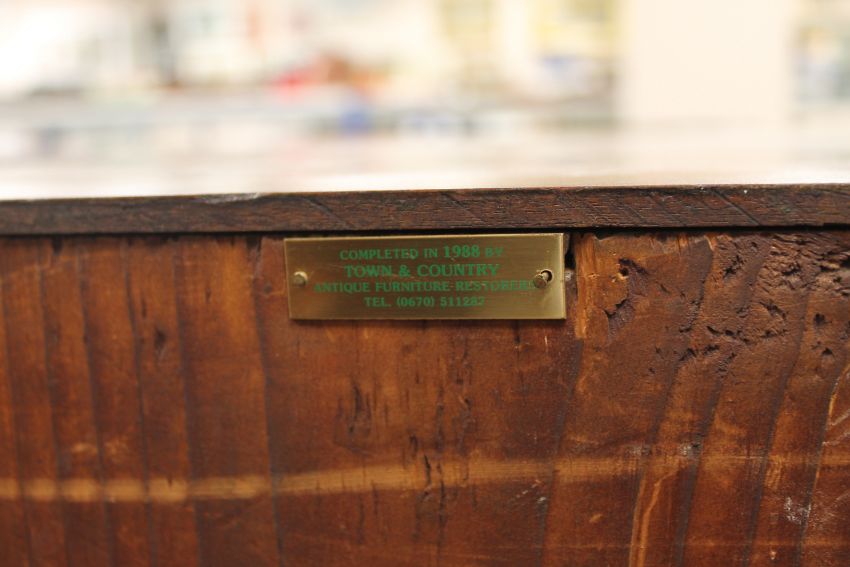 COMPLETED IN 1988 BY
TOWN & COUNTRY
ANTIQUE FURNITURE RESTORERS
TEL. (0670) 511282